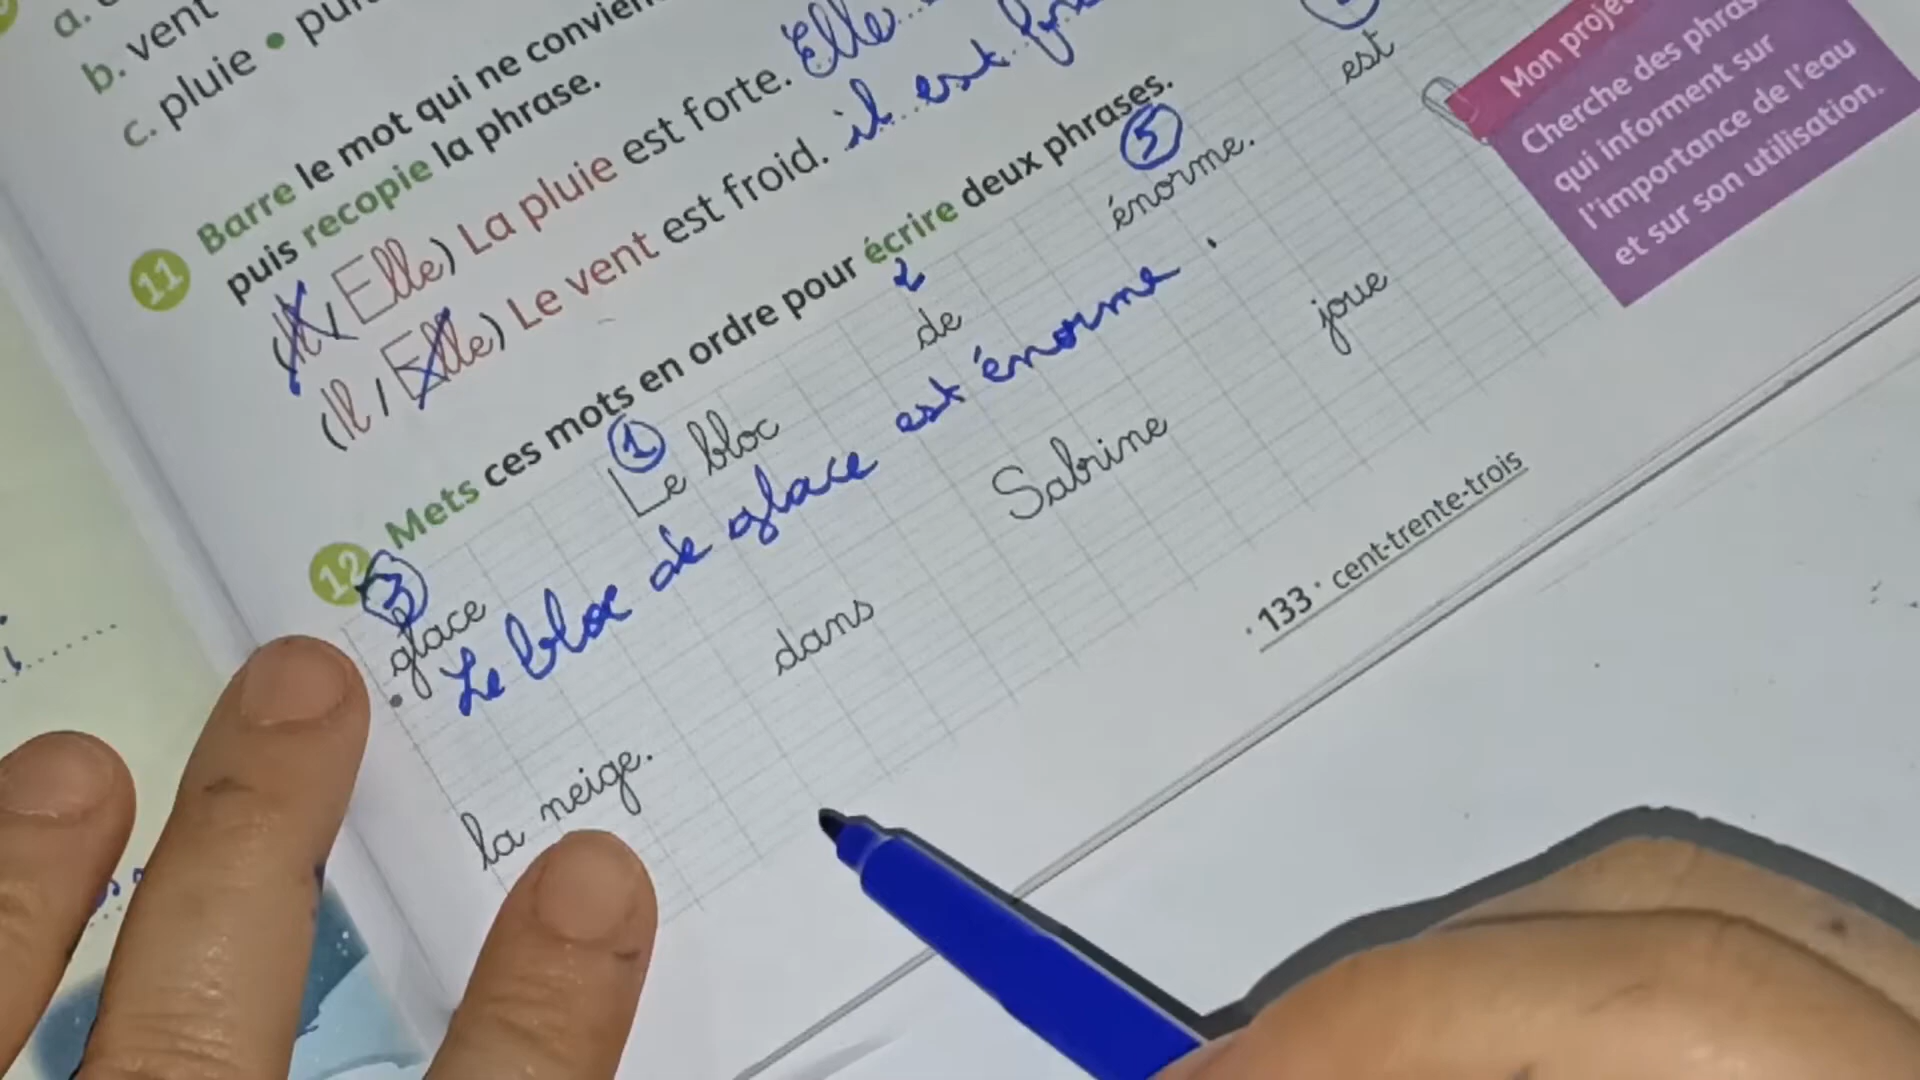 a.
b. vent
c. pluie •
11 Barre le mot qui ne convien
puis recopie la phrase.
(Il / Elle) La pluie est forte. Elle
(Il / Elle) Le vent est froid. il est
12 Mets ces mots en ordre pour écrire deux phrases.
3 1 2 5
glace Le bloc de énorme. est
• Le bloc de glace est énorme.
la neige. dans Sabrine joue
Mon proje
Cherche des phras
qui informent sur
l'importance de l'eau
et sur son utilisation.
· 133 · cent-trente-trois